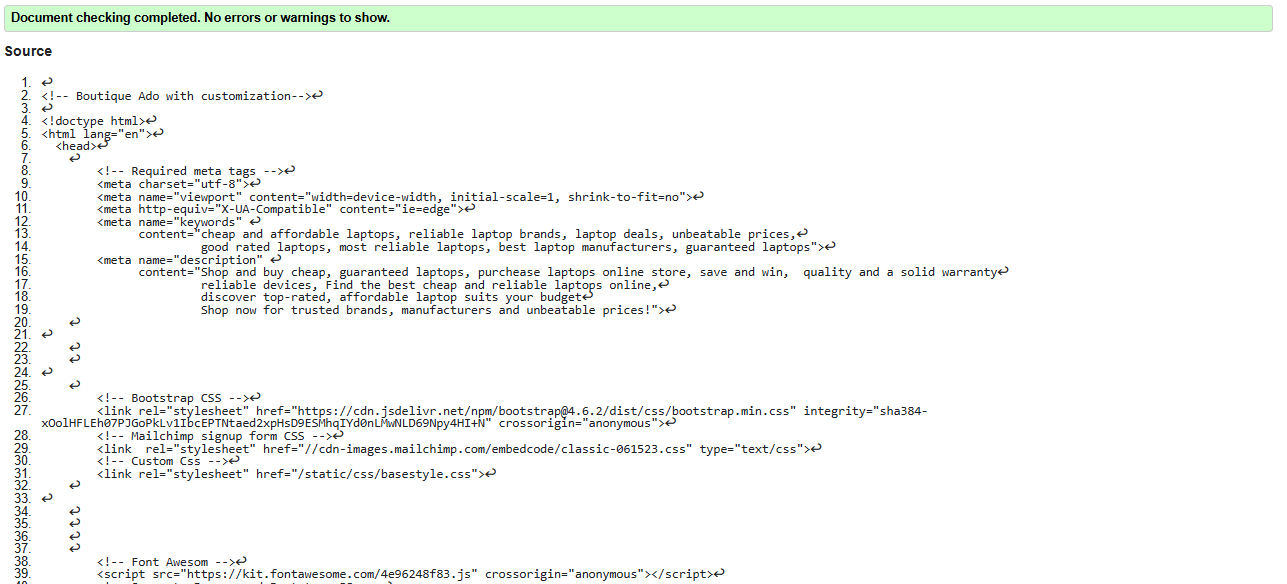 Document checking completed. No errors or warnings to show.
Source
1. ↩
2. <!-- Boutique Ado with customization-->↩
3. ↩
4. <!doctype html>↩
5. <html lang="en">↩
6. <head>↩
7. ↩
8. <!-- Required meta tags -->↩
9. <meta charset="utf-8">↩
10. <meta name="viewport" content="width=device-width, initial-scale=1, shrink-to-fit=no">↩
11. <meta http-equiv="X-UA-Compatible" content="ie=edge">↩
12. <meta name="keywords" ↩
13. content="cheap and affordable laptops, reliable laptop brands, laptop deals, unbeatable prices,↩
14. good rated laptops, most reliable laptops, best laptop manufacturers, guaranteed laptops">↩
15. <meta name="description" ↩
16. content="Shop and buy cheap, guaranteed laptops, purchease laptops online store, save and win,  quality and a solid warranty↩
17. reliable devices, Find the best cheap and reliable laptops online,↩
18. discover top-rated, affordable laptop suits your budget↩
19. Shop now for trusted brands, manufacturers and unbeatable prices!">↩
20. ↩
21. ↩
22. ↩
23. ↩
24. ↩
25. ↩
26. <!-- Bootstrap CSS -->↩
27. <link rel="stylesheet" href="https://cdn.jsdelivr.net/npm/bootstrap@4.6.2/dist/css/bootstrap.min.css" integrity="sha384-
xOolHFLEh07PJGoPkLv1IbcEPTNtaed2xpHsD9ESMhqIYd0nLMwNLD69Npy4HI+N" crossorigin="anonymous">↩
28. <!-- Mailchimp signup form CSS -->↩
29. <link  rel="stylesheet" href="//cdn-images.mailchimp.com/embedcode/classic-061523.css" type="text/css">↩
30. <!-- Custom Css -->↩
31. <link rel="stylesheet" href="/static/css/basestyle.css">↩
32. ↩
33. ↩
34. ↩
35. ↩
36. ↩
37. ↩
38. <!-- Font Awesom -->↩
39. <script src="https://kit.fontawesome.com/4e96248f83.js" crossorigin="anonymous"></script>↩